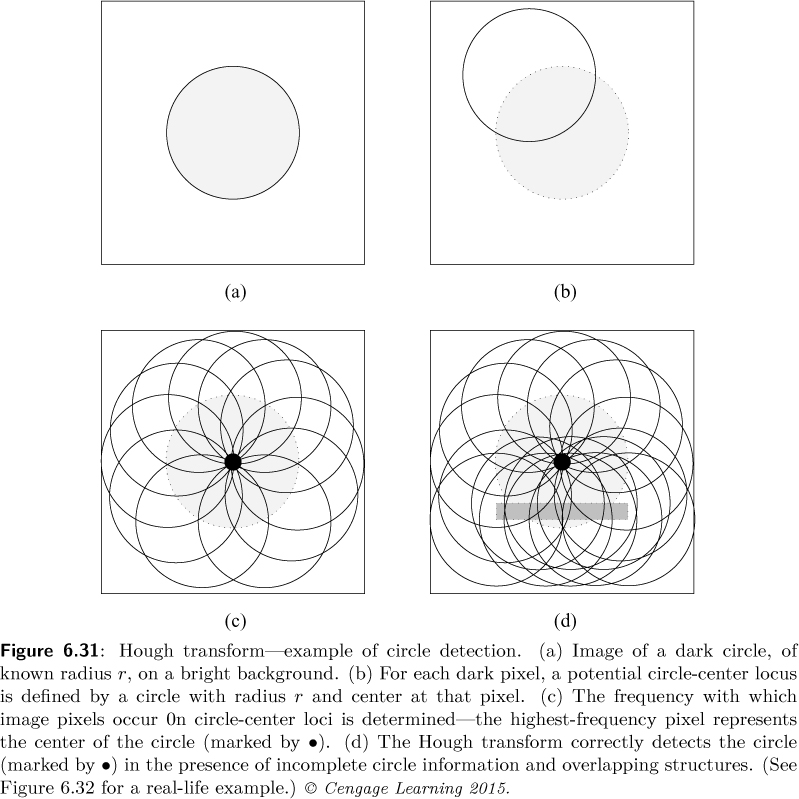 (a)
(b)
(c)
(d)
Figure 6.31: Hough transform—example of circle detection. (a) Image of a dark circle, of
known radius r, on a bright background. (b) For each dark pixel, a potential circle-center locus
is defined by a circle with radius r and center at that pixel. (c) The frequency with which
image pixels occur 0n circle-center loci is determined—the highest-frequency pixel represents
the center of the circle (marked by •). (d) The Hough transform correctly detects the circle
(marked by •) in the presence of incomplete circle information and overlapping structures. (See
Figure 6.32 for a real-life example.) © Cengage Learning 2015.